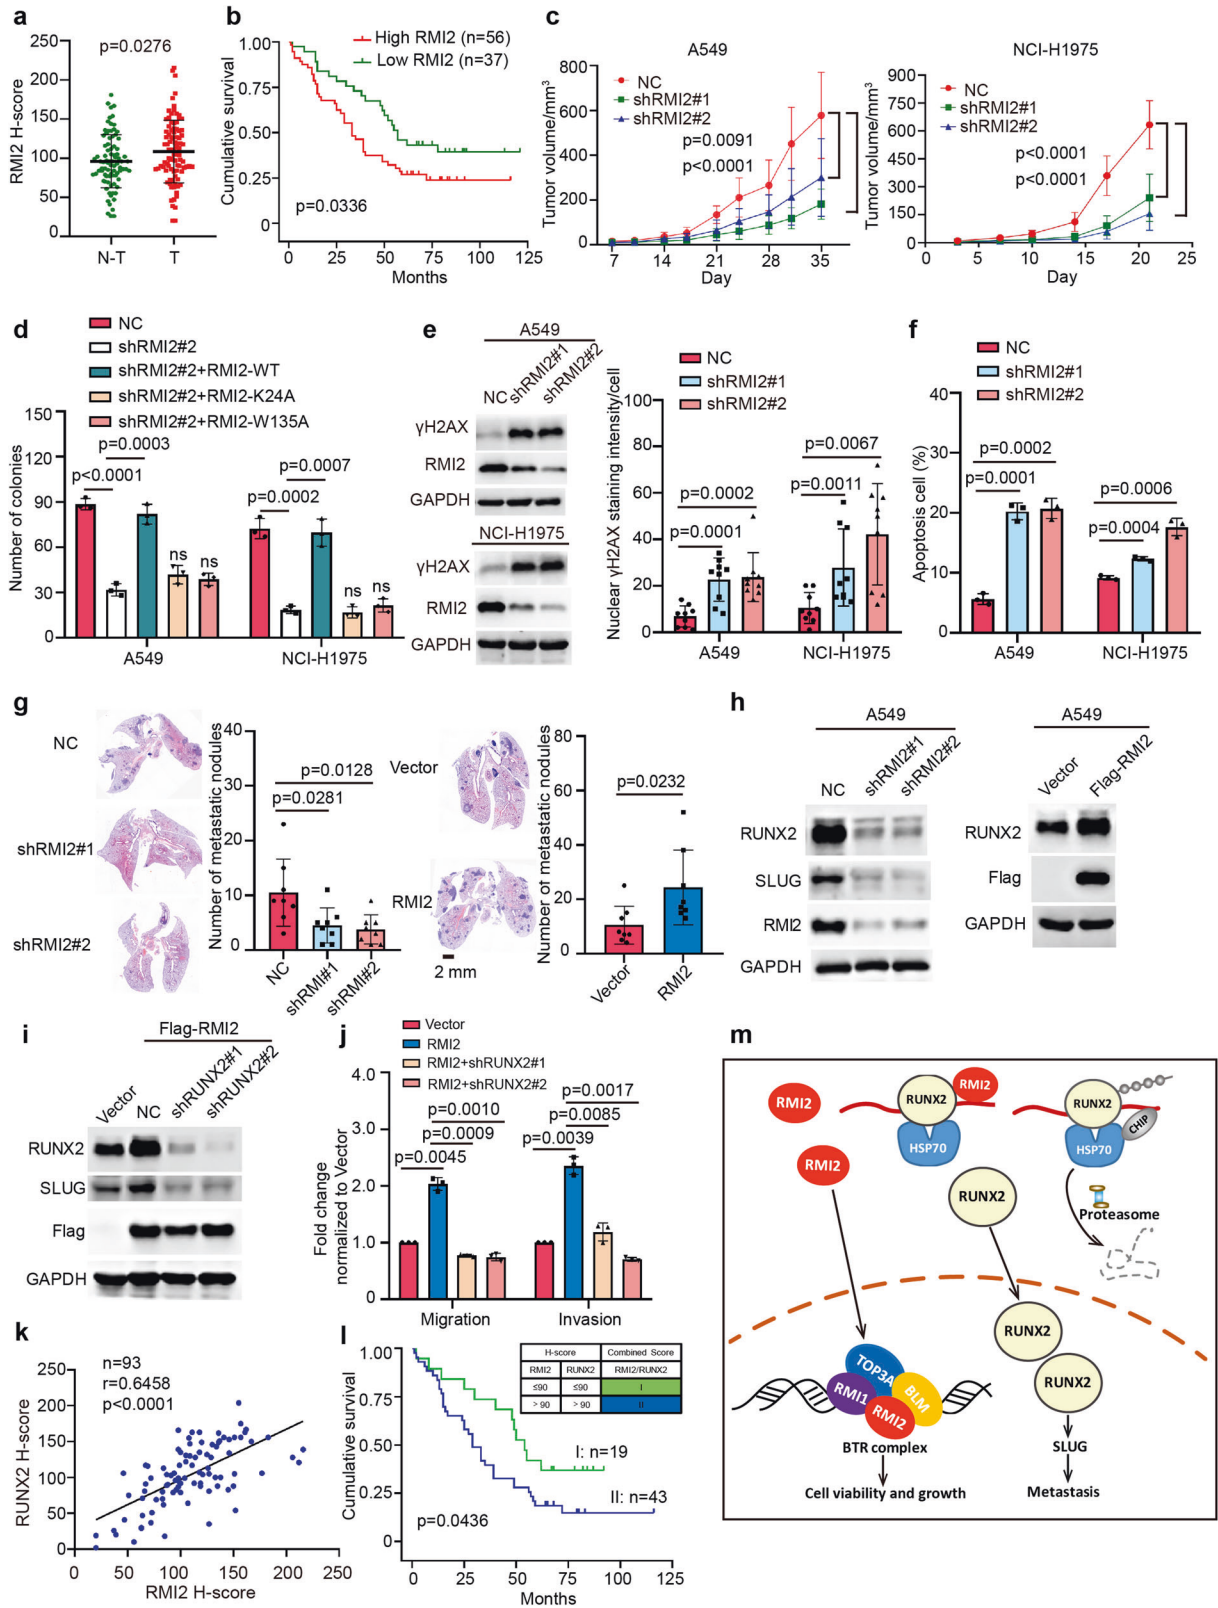 a
p=0.0276
RMI2 H-score
250
200
150
100
50
0
N-T
T
b
High RMI2 (n=56)
Low RMI2 (n=37)
Cumulative survival
1.00
0.75
0.50
0.25
0
p=0.0336
0
25
50
75
100
125
Months
c
A549
Tumor volume/mm³
800
600
400
200
0
NC
shRMI2#1
shRMI2#2
p=0.0091
p<0.0001
7
14
21
28
35
Day
NCI-H1975
Tumor volume/mm³
900
750
600
450
300
150
0
NC
shRMI2#1
shRMI2#2
p<0.0001
p<0.0001
0
5
10
15
20
25
Day
d
NC
shRMI2#2
shRMI2#2+RMI2-WT
shRMI2#2+RMI2-K24A
shRMI2#2+RMI2-W135A
Number of colonies
150
120
90
60
30
0
p=0.0003
p<0.0001
ns
ns
p=0.0007
p=0.0002
ns
ns
A549
NCI-H1975
e
A549
NC
shRMI2#1
shRMI2#2
γH2AX
RMI2
GAPDH
NCI-H1975
γH2AX
RMI2
GAPDH
NC
shRMI2#1
shRMI2#2
Nuclear γH2AX staining intensity/cell
100
80
60
40
20
0
p=0.0002
p=0.0001
p=0.0067
p=0.0011
A549
NCI-H1975
f
NC
shRMI2#1
shRMI2#2
Apoptosis cell (%)
40
30
20
10
0
p=0.0002
p=0.0001
p=0.0006
p=0.0004
A549
NCI-H1975
g
NC
shRMI2#1
shRMI2#2
Number of metastatic nodules
40
30
20
10
0
p=0.0128
p=0.0281
NC
shRMI#1
shRMI#2
Vector
RMI2
2 mm
Number of metastatic nodules
80
60
40
20
0
p=0.0232
Vector
RMI2
h
A549
NC
shRMI2#1
shRMI2#2
RUNX2
SLUG
RMI2
GAPDH
A549
Vector
Flag-RMI2
RUNX2
Flag
GAPDH
i
Flag-RMI2
Vector
NC
shRUNX2#1
shRUNX2#2
RUNX2
SLUG
Flag
GAPDH
j
Vector
RMI2
RMI2+shRUNX2#1
RMI2+shRUNX2#2
Fold change
normalized to Vector
4.0
3.0
2.0
1.0
0
p=0.0010
p=0.0009
p=0.0045
p=0.0017
p=0.0085
p=0.0039
Migration
Invasion
k
n=93
r=0.6458
p<0.0001
RUNX2 H-score
250
200
150
100
50
0
0
50
100
150
200
250
RMI2 H-score
l
Cumulative survival
1.00
0.75
0.50
0.25
0
H-score
Combined Score
RMI2
RUNX2
RMI2/RUNX2
≤90
≤90
I
> 90
> 90
II
I: n=19
II: n=43
p=0.0436
0
25
50
75
100
125
Months
m
RMI2
RUNX2
RMI2
HSP70
RUNX2
CHIP
HSP70
RMI2
RUNX2
Proteasome
RUNX2
TOP3A
RMI1
BLM
RMI2
RUNX2
BTR complex
SLUG
Cell viability and growth
Metastasis